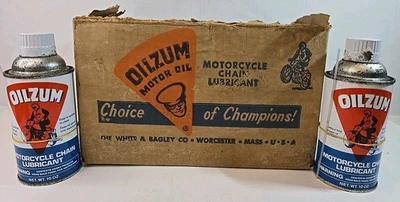 OILZUM
MOTOR OIL
®
MOTORCYCLE
CHAIN
LUBRICANT
Choice of Champions!
THE WHITE & BAGLEY CO • WORCESTER • MASS • U • S • A
OILZUM
MOTORCYCLE CHAIN
LUBRICANT
WARNING
NET WT. 10 OZ
OILZUM
MOTORCYCLE CHAIN
LUBRICANT
WARNING
NET WT. 10 OZ